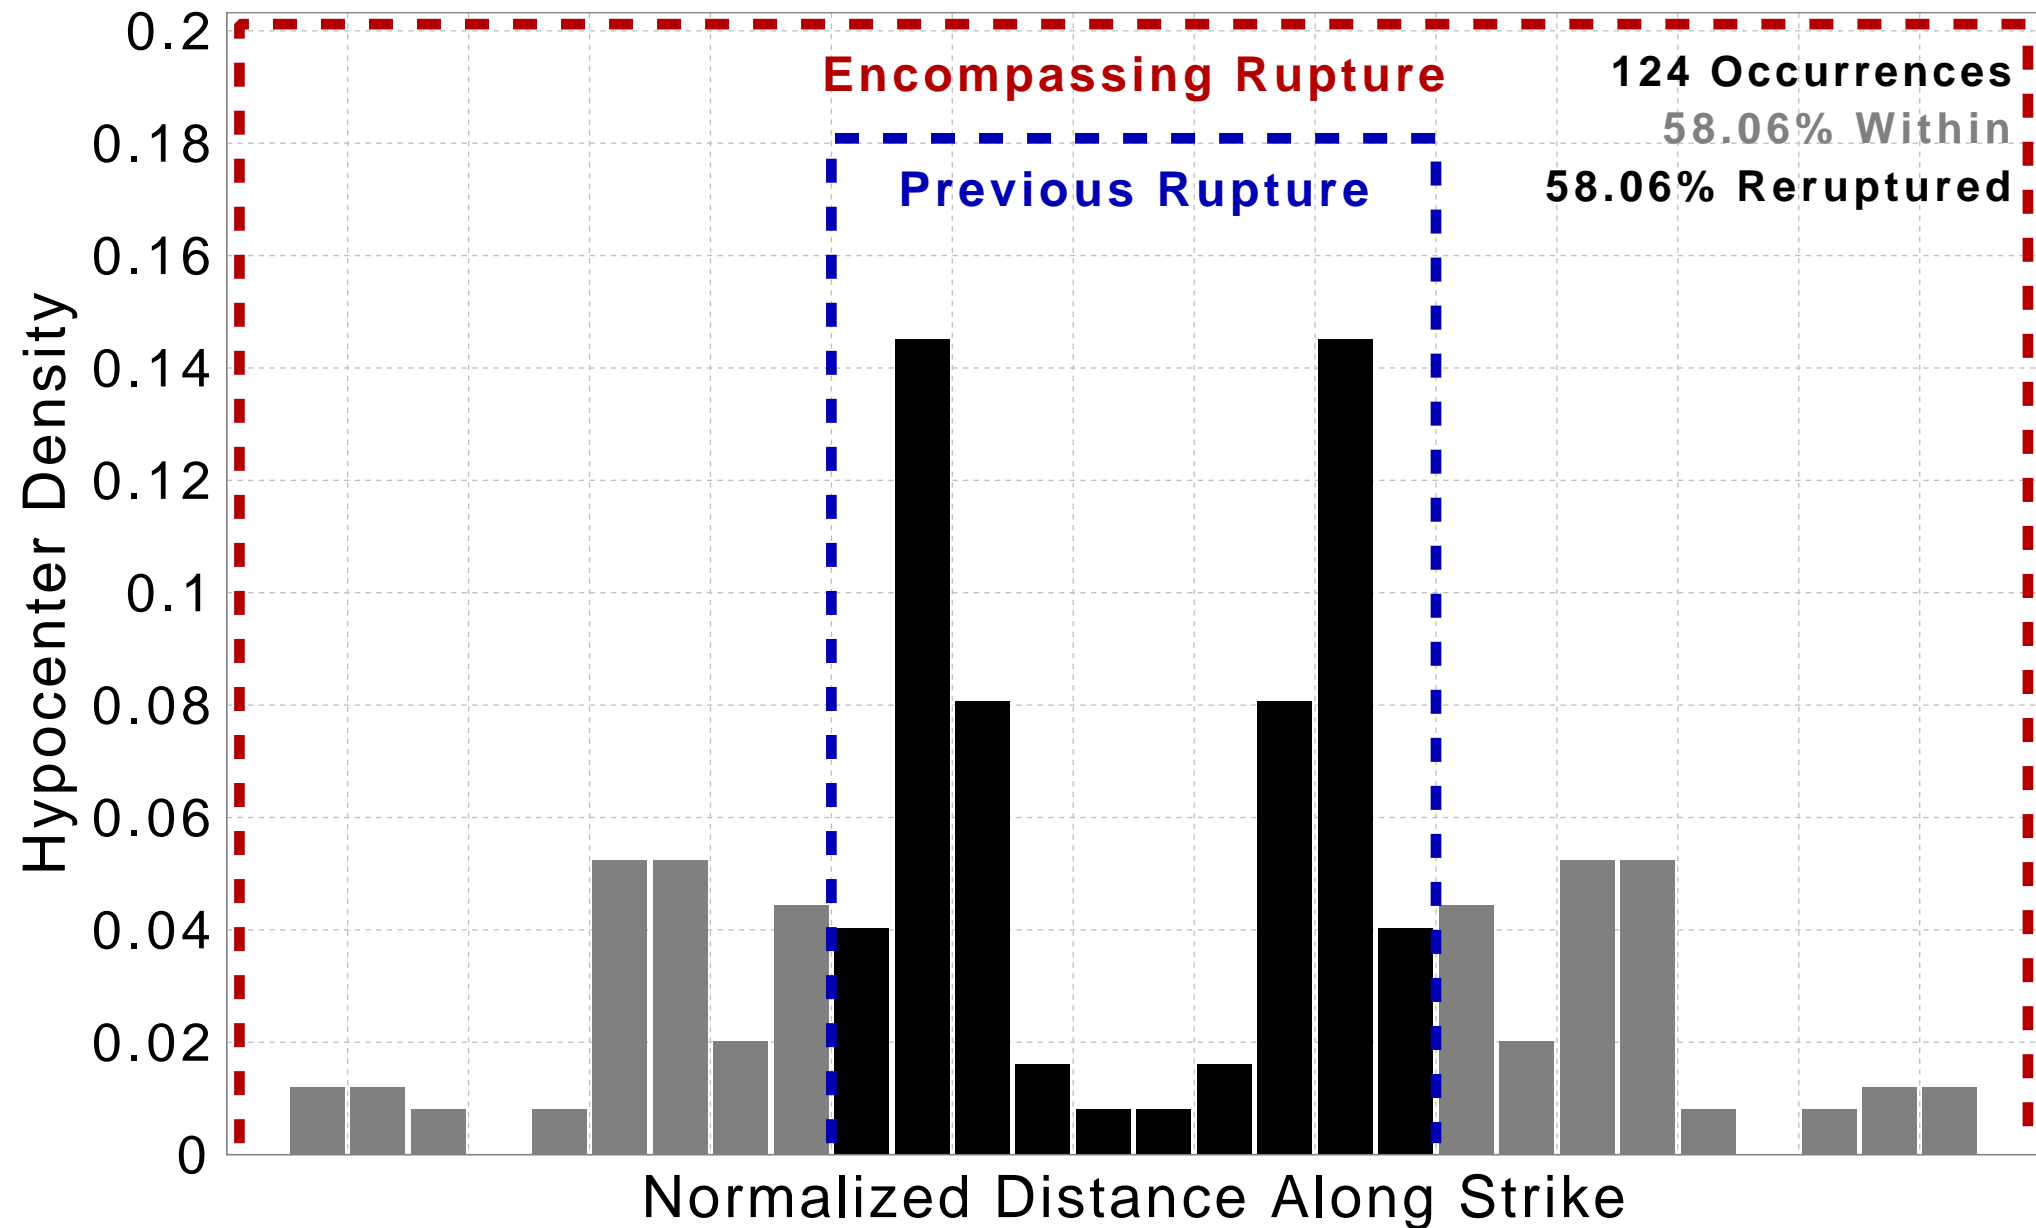 0.2
0.18
0.16
0.14
0.12
0.1
0.08
0.06
0.04
0.02
0
Hypocenter Density
Encompassing Rupture
Previous Rupture
124 Occurrences
58.06% Within
58.06% Reruptured
Normalized Distance Along Strike